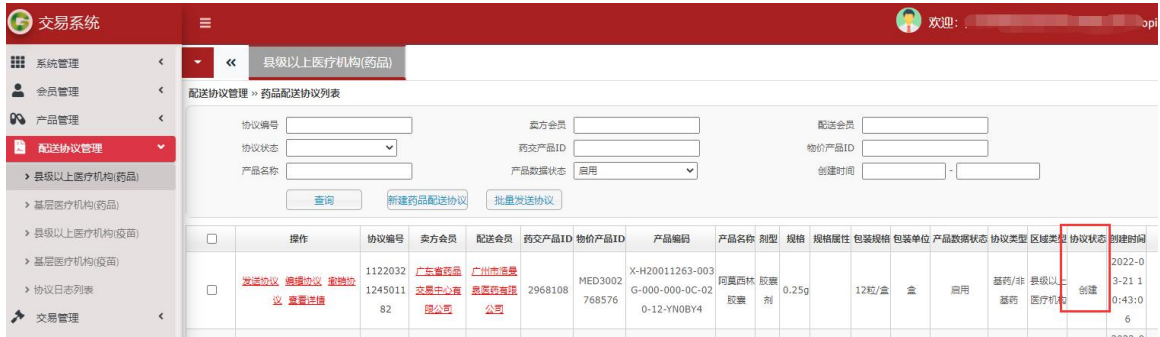 交易系统
欢迎:
系统管理
会员管理
产品管理
配送协议管理
县级以上医疗机构(药品)
基层医疗机构(药品)
县级以上医疗机构(疫苗)
基层医疗机构(疫苗)
协议日志列表
交易管理
县级以上医疗机构(药品)
配送协议管理 » 药品配送协议列表
协议编号 卖方会员 配送会员
协议状态 药交产品ID 物价产品ID
产品名称 产品数据状态 启用 创建时间 -
查询 新建药品配送协议 批量发送协议
操作 协议编号 卖方会员 配送会员 药交产品ID 物价产品ID 产品编码 产品名称 剂型 规格 规格属性 包装规格 包装单位 产品数据状态 协议类型 区域类型 协议状态 创建时间
发送协议 编辑协议 撤销协
议 查看详情
1122032
1245011
82
广东省药品
交易中心有
限公司
广州市浩曼
泉医药有限
公司
2968108
MED3002
768576
X-H20011263-003
G-000-000-0C-02
0-12-YN0BY4
阿莫西林
胶囊
胶囊
剂
0.25g
12粒/盒
盒
启用
基药/非
基药
县级以上
医疗机构
创建
2022-0
3-21 1
0:43:0
6